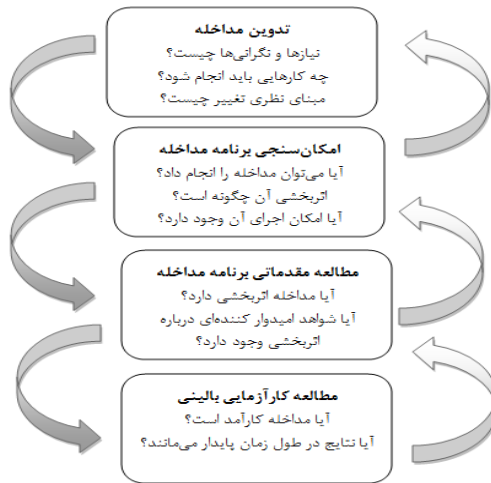 تدوین مداخله
نیازها و نگرانی‌ها چیست؟
چه کارهایی باید انجام شود؟
مبنای نظری تغییر چیست؟
امکان‌سنجی برنامه مداخله
آیا می‌توان مداخله را انجام داد؟
اثربخشی آن چگونه است؟
آیا امکان اجرای آن وجود دارد؟
مطالعه مقدماتی برنامه مداخله
آیا مداخله اثربخشی دارد؟
آیا شواهد امیدوار کننده‌ای درباره
اثربخشی وجود دارد؟
مطالعه کارآزمایی بالینی
آیا مداخله کارآمد است؟
آیا نتایج در طول زمان پایدار می‌مانند؟